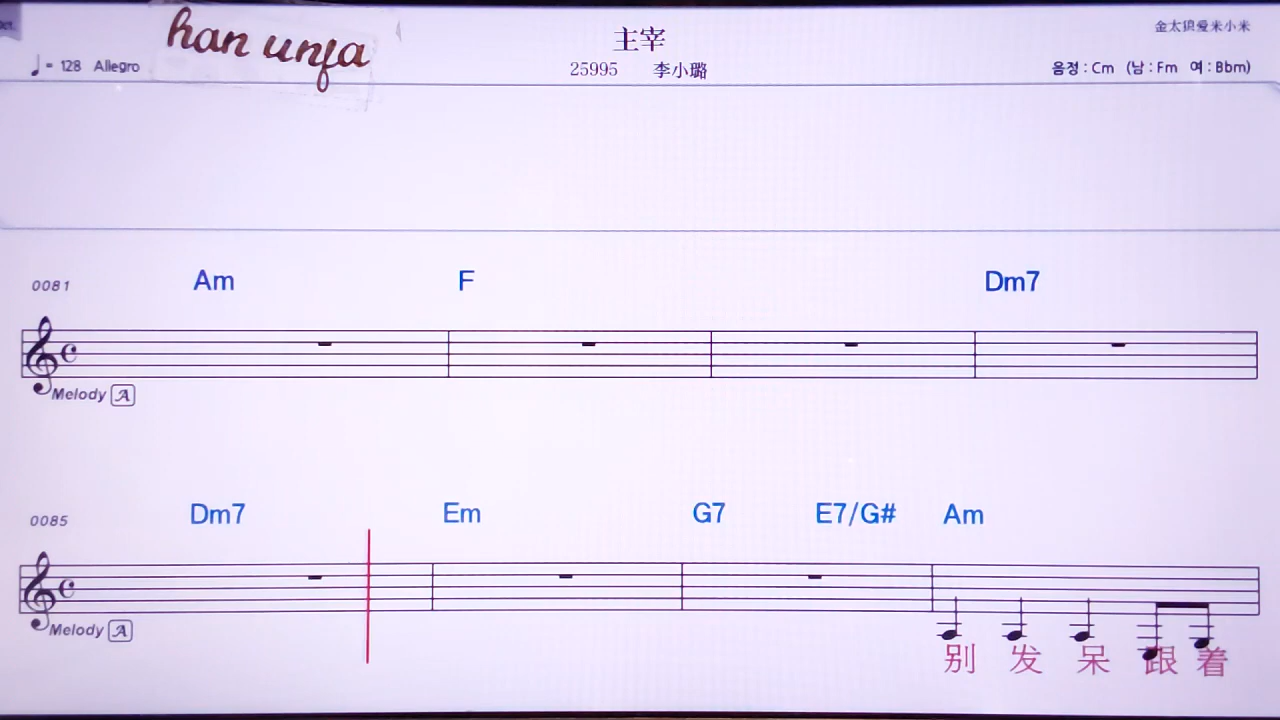 han unfa
主宰
金太狼爱米小米
♩= 128 Allegro
25995 李小璐
음정 : Cm (남 : Fm 여 : Bbm)
0081 Am F Dm7
Melody A
0085 Dm7 Em G7 E7/G# Am
Melody A
别 发 呆 跟 着